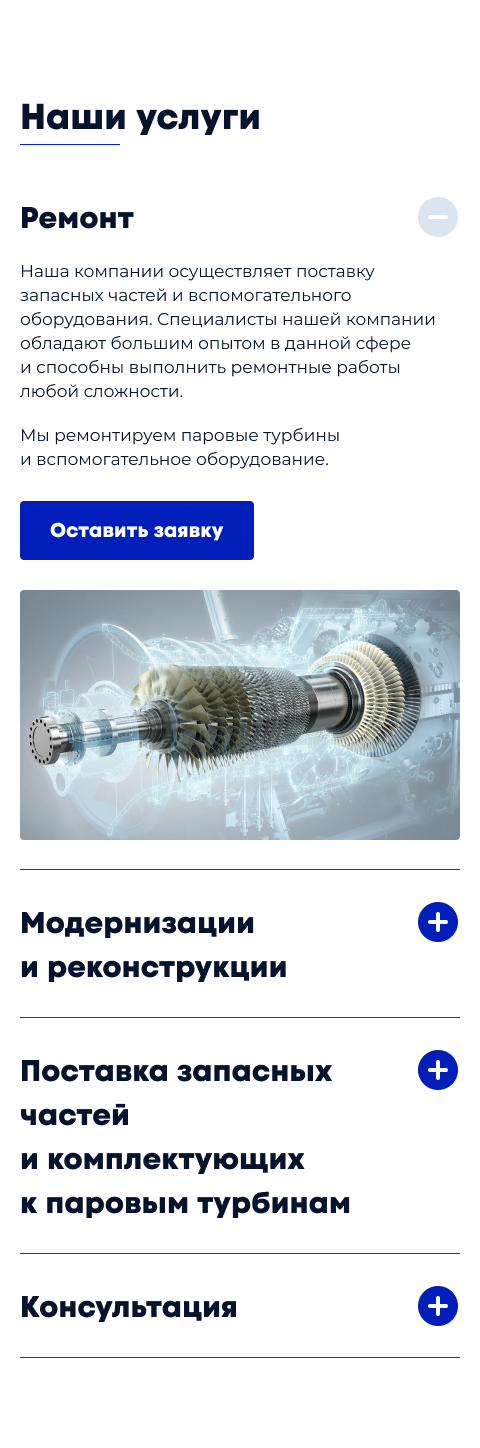 Наши услуги
Ремонт
Наша компании осуществляет поставку
запасных частей и вспомогательного
оборудования. Специалисты нашей компании
обладают большим опытом в данной сфере
и способны выполнить ремонтные работы
любой сложности.
Мы ремонтируем паровые турбины
и вспомогательное оборудование.
Оставить заявку
Модернизации
и реконструкции
Поставка запасных
частей
и комплектующих
к паровым турбинам
Консультация